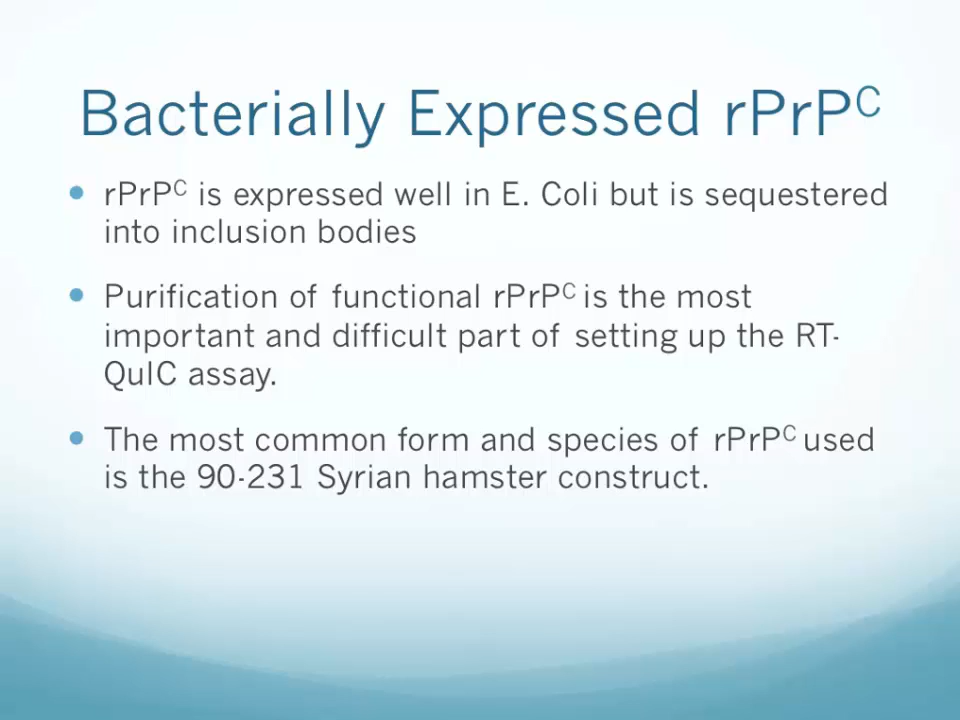 Bacterially Expressed rPrPᶜ
• rPrPᶜ is expressed well in E. Coli but is sequestered
into inclusion bodies
• Purification of functional rPrPᶜ is the most
important and difficult part of setting up the RT-
QuIC assay.
• The most common form and species of rPrPᶜ used
is the 90-231 Syrian hamster construct.